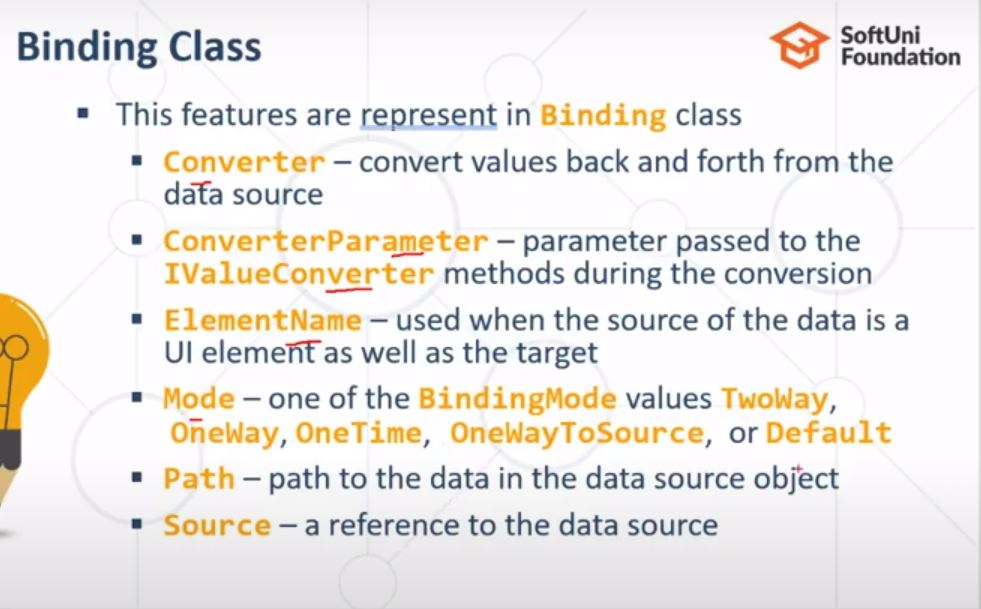 Binding Class
SoftUni
Foundation
▪ This features are represent in Binding class
▪ Converter – convert values back and forth from the
data source
▪ ConverterParameter – parameter passed to the
IValueConverter methods during the conversion
▪ ElementName – used when the source of the data is a
UI element as well as the target
▪ Mode – one of the BindingMode values TwoWay,
OneWay, OneTime, OneWayToSource, or Default
▪ Path – path to the data in the data source object
▪ Source – a reference to the data source